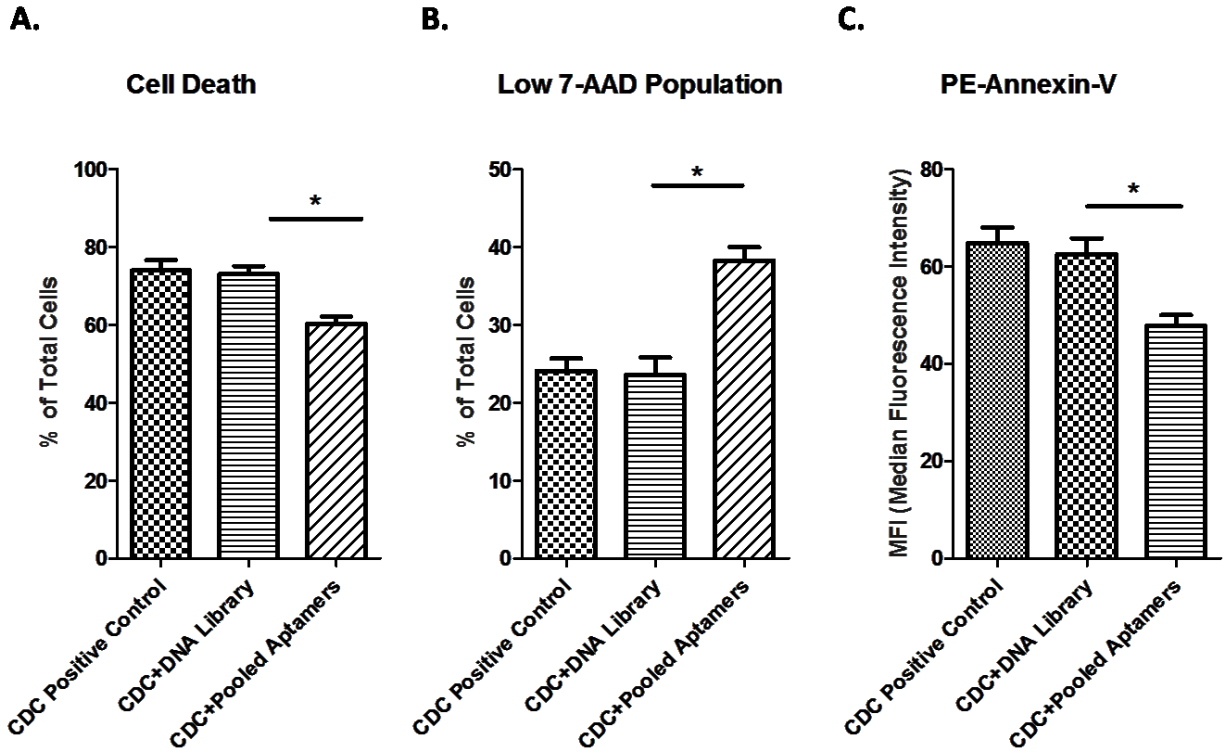 A.
Cell Death
% of Total Cells
100
80
60
40
20
0
*
CDC Positive Control
CDC+DNA Library
CDC+Pooled Aptamers
B.
Low 7-AAD Population
% of Total Cells
50
40
30
20
10
0
*
CDC Positive Control
CDC+DNA Library
CDC+Pooled Aptamers
C.
PE-Annexin-V
MFI (Median Fluorescence Intensity)
80
60
40
20
0
*
CDC Positive Control
CDC+DNA Library
CDC+Pooled Aptamers